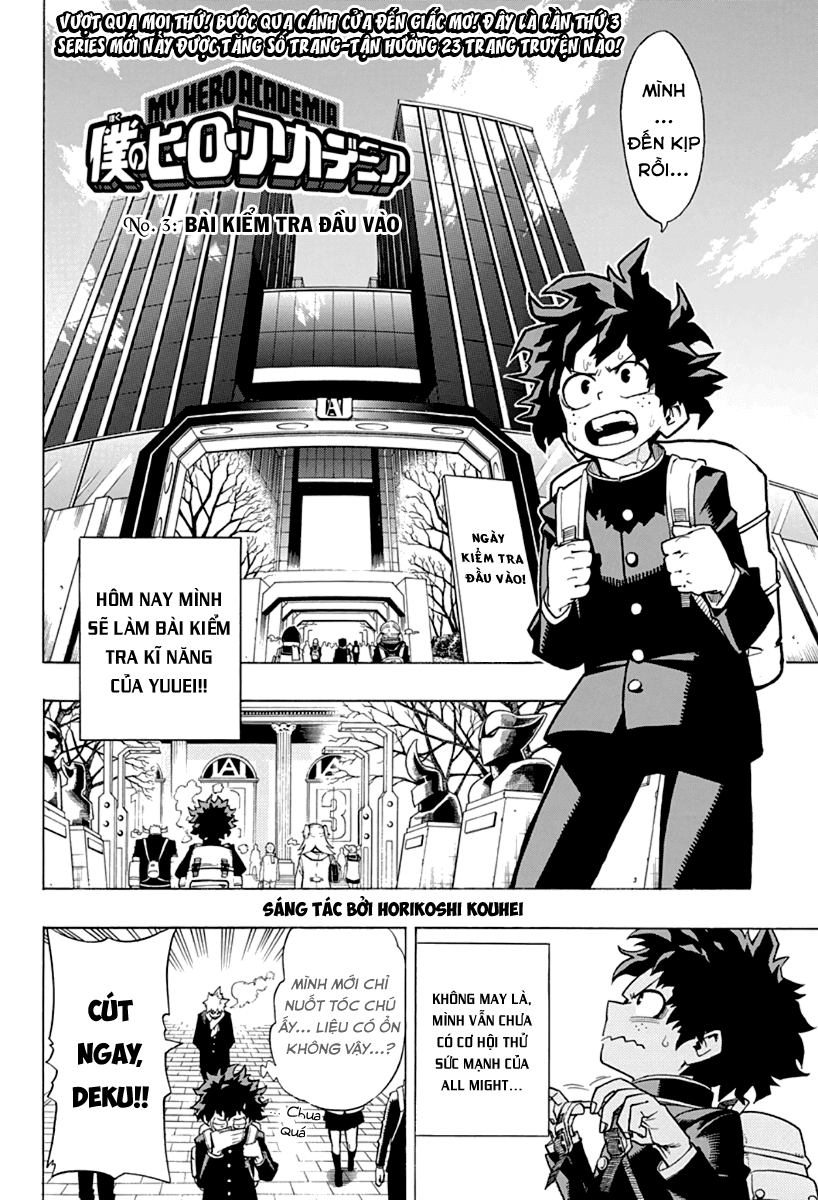 VƯỢT QUA MỌI THỨ! BƯỚC QUA CÁNH CỬA ĐẾN GIẤC MƠ! ĐÂY LÀ LẦN THỨ 3
SERIES MỚI NÀY ĐƯỢC TĂNG SỐ TRANG-TẬN HƯỞNG 23 TRANG TRUYỆN NÀO!
MY HERO ACADEMIA
ぼく
僕のヒーローアカデミア
No. 3: BÀI KIỂM TRA ĐẦU VÀO
MÌNH
...
ĐẾN KỊP
RỒI...
NGÀY
KIỂM TRA
ĐẦU VÀO!
HÔM NAY MÌNH
SẼ LÀM BÀI KIỂM
TRA KĨ NĂNG
CỦA YUUEI!!
3
SÁNG TÁC BỞI HORIKOSHI KOUHEI
KHÔNG MAY LÀ,
MÌNH VẪN CHƯA
CÓ CƠ HỘI THỬ
SỨC MẠNH CỦA
ALL MIGHT...
MÌNH MỚI CHỈ
NUỐT TÓC CHÚ
ẤY... LIỆU CÓ ỔN
KHÔNG VẬY...?
... Chua
Quá
CÚT
NGAY,
DEKU!!